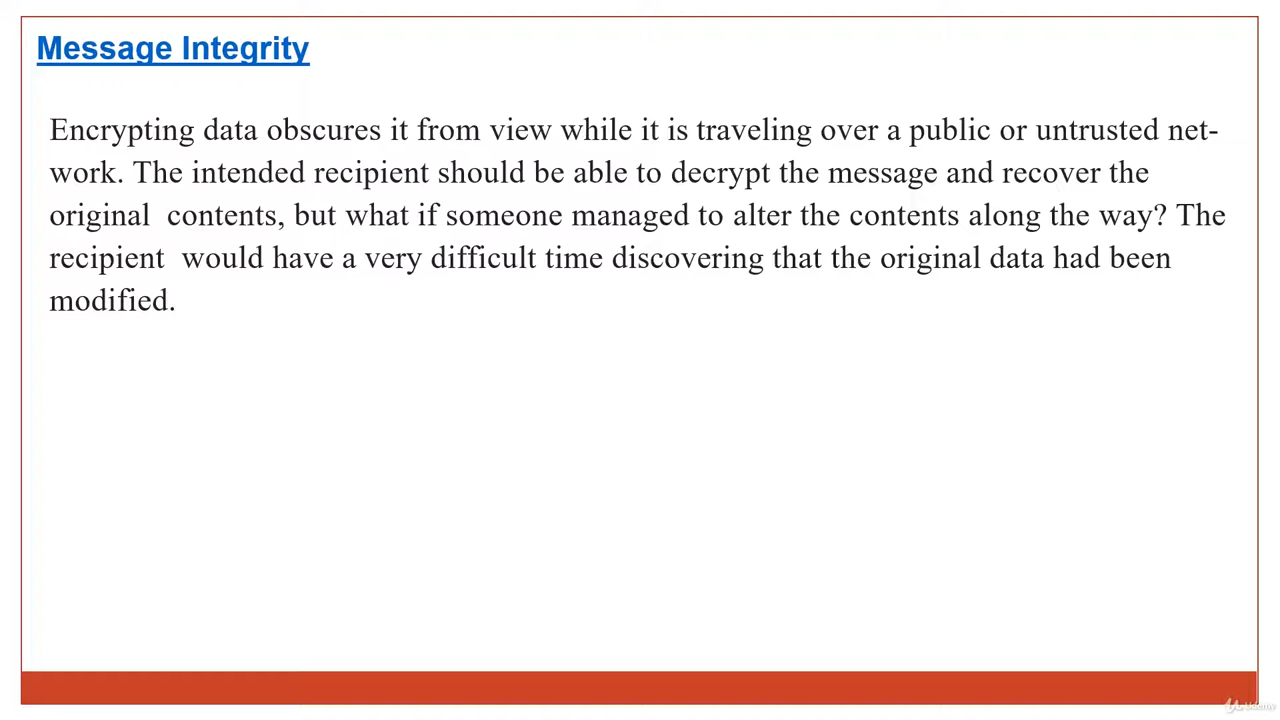 Message Integrity
Encrypting data obscures it from view while it is traveling over a public or untrusted net-
work. The intended recipient should be able to decrypt the message and recover the
original contents, but what if someone managed to alter the contents along the way? The
recipient would have a very difficult time discovering that the original data had been
modified.
Udemy